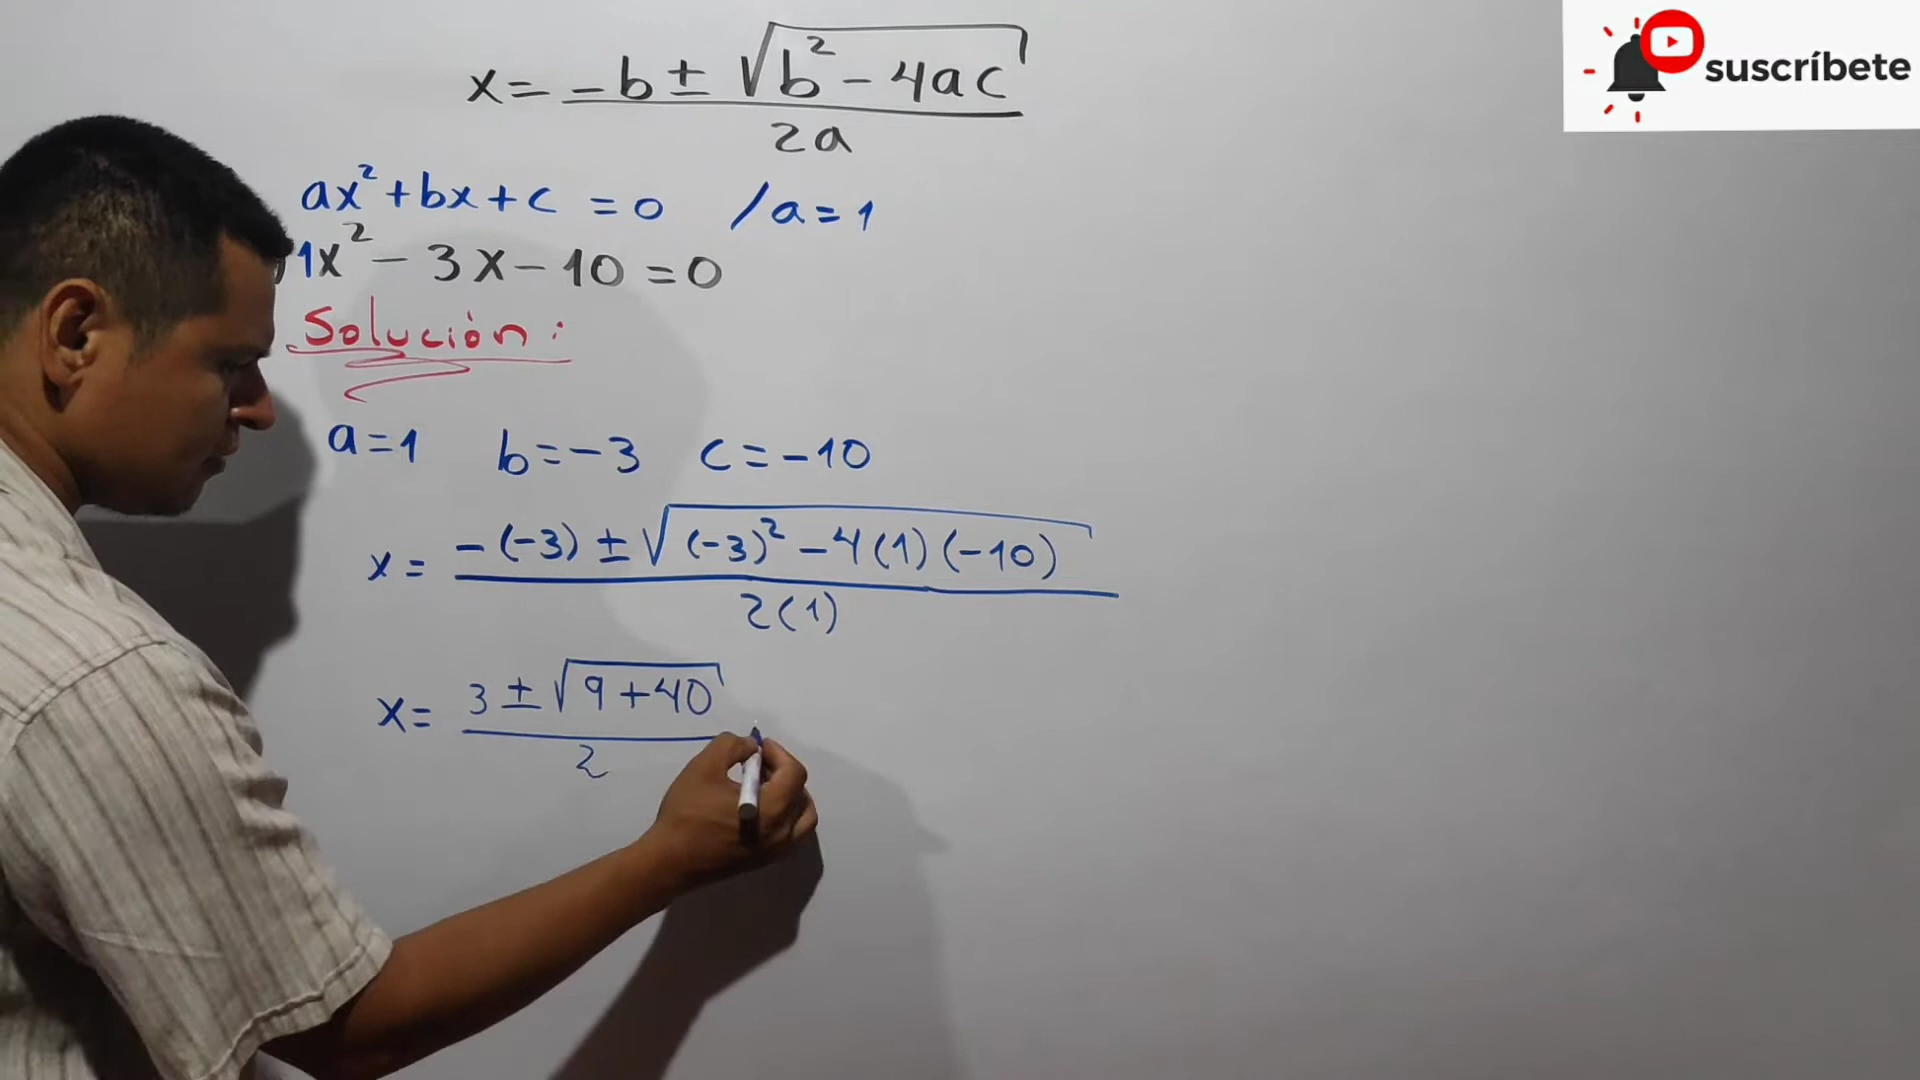 suscríbete
x = -b ± √b² - 4ac
2a
ax² + bx + c = 0 /a = 1
) 1x² - 3x - 10 = 0
Solución:
a = 1 b = -3 c = -10
x = -(-3) ± √(-3)² - 4(1)(-10)
2(1)
x = 3 ± √9 + 40
2